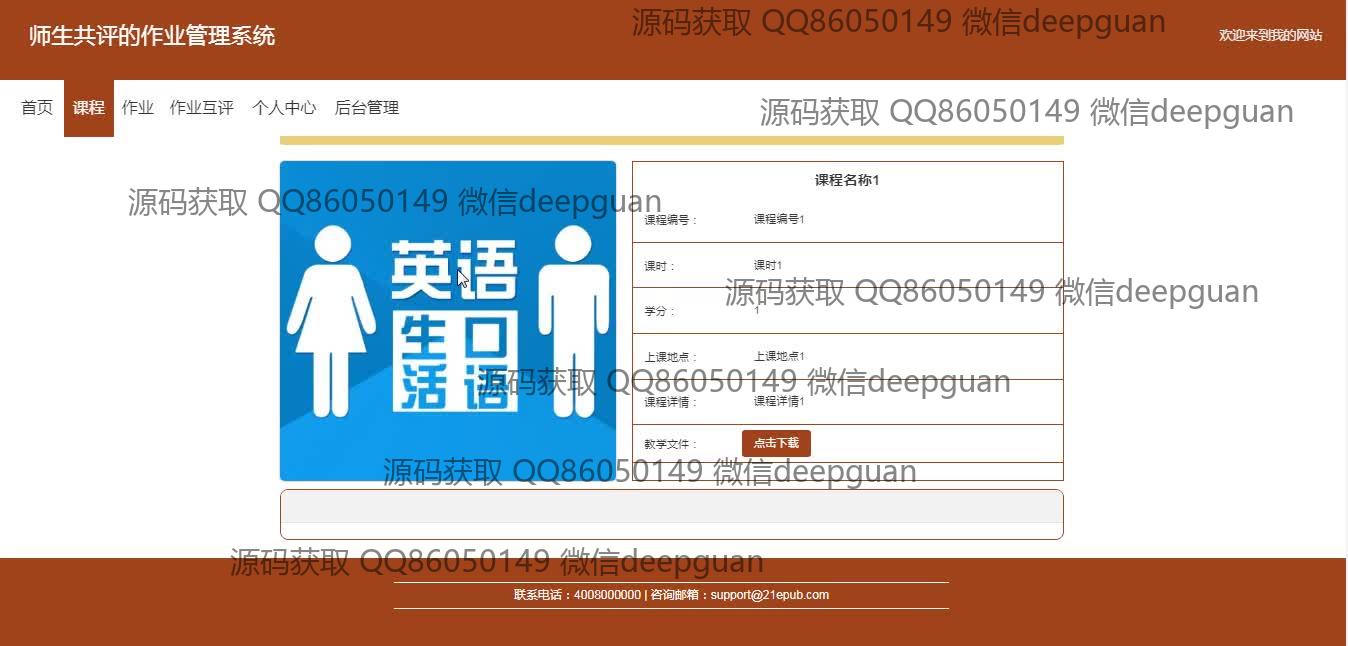 师生共评的作业管理系统
源码获取 QQ86050149 微信deepguan
欢迎来到我的网站
首页 课程 作业 作业互评 个人中心 后台管理
源码获取 QQ86050149 微信deepguan
课程名称1
源码获取 QQ86050149 微信deepguan
课程编号： 课程编号1
英语
生口
活语
课时： 课时1
源码获取 QQ86050149 微信deepguan
学分： 1
上课地点： 上课地点1
源码获取 QQ86050149 微信deepguan
课程详情： 课程详情1
教学文件： 点击下载
源码获取 QQ86050149 微信deepguan
源码获取 QQ86050149 微信deepguan
联系电话：4008000000 | 咨询邮箱：support@21epub.com